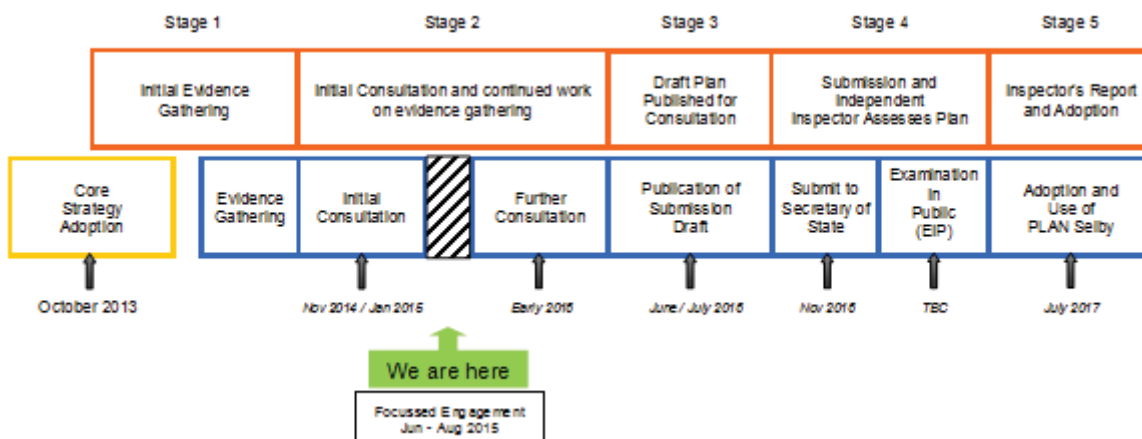 Stage 1
Stage 2
Stage 3
Stage 4
Stage 5
Initial Evidence
Gathering
Initial Consultation and continued work
on evidence gathering
Draft Plan
Published for
Consultation
Submission and
Independent
Inspector Assesses Plan
Inspector's Report
and Adoption
Core
Strategy
Adoption
Evidence
Gathering
Initial
Consultation
Further
Consultation
Publication of
Submission
Draft
Submit to
Secretary of
State
Examination
in
Public
(EIP)
Adoption and
Use of
PLAN Selby
October 2013
Nov 2014 / Jan 2015
Early 2016
June / July 2016
Nov 2016
TBC
July 2017
We are here
Focussed Engagement
Jun - Aug 2015